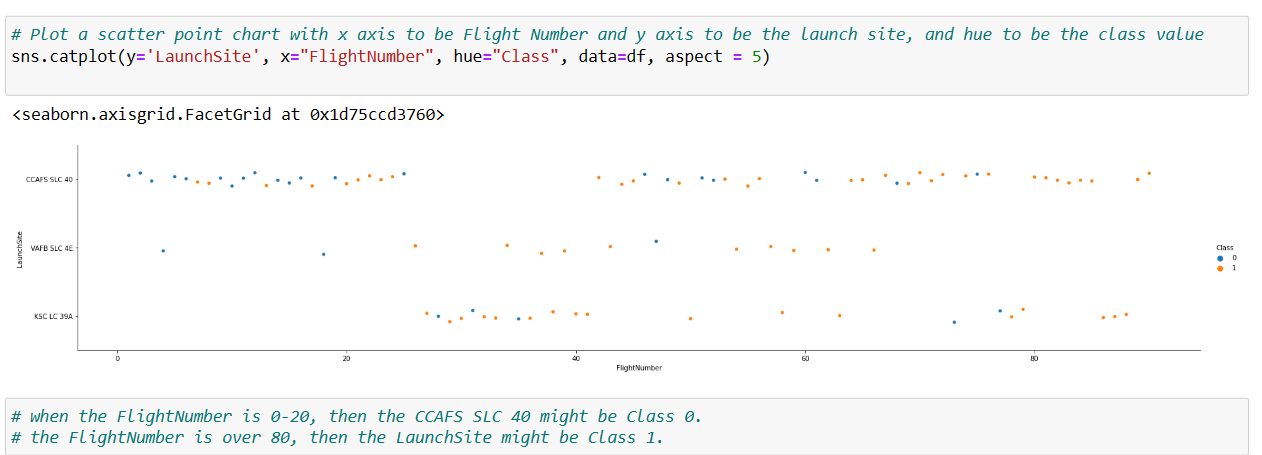 # Plot a scatter point chart with x axis to be Flight Number and y axis to be the launch site, and hue to be the class value
sns.catplot(y='LaunchSite', x="FlightNumber", hue="Class", data=df, aspect = 5)
<seaborn.axisgrid.FacetGrid at 0x1d75ccd3760>
CCAFS SLC 40
VAFB SLC 4E
KSC LC 39A
LaunchSite
0 20 40 60 80
FlightNumber
Class
0
1
# when the FlightNumber is 0-20, then the CCAFS SLC 40 might be Class 0.
# the FlightNumber is over 80, then the LaunchSite might be Class 1.